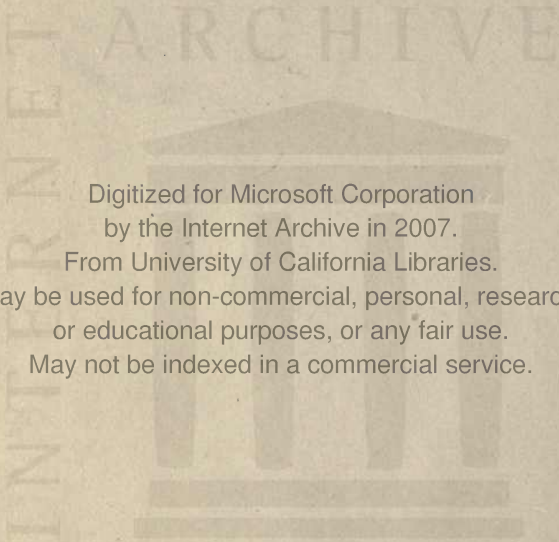 ARCHIVE
INTERNET
Digitized for Microsoft Corporation
by the Internet Archive in 2007.
From University of California Libraries.
ay be used for non-commercial, personal, researc
or educational purposes, or any fair use.
May not be indexed in a commercial service.